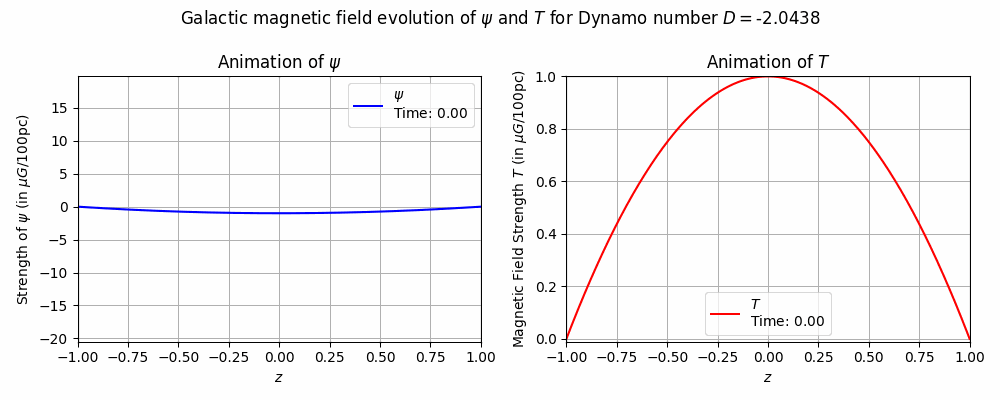 Galactic magnetic field evolution of ψ and T for Dynamo number D = -2.0438
Animation of ψ
Strength of ψ (in μG/100pc)
15
10
5
0
−5
−10
−15
−20
ψ
Time: 0.00
−1.00 −0.75 −0.50 −0.25 0.00 0.25 0.50 0.75 1.00
z
Animation of T
Magnetic Field Strength T (in μG/100pc)
1.0
0.8
0.6
0.4
0.2
0.0
T
Time: 0.00
−1.00 −0.75 −0.50 −0.25 0.00 0.25 0.50 0.75 1.00
z